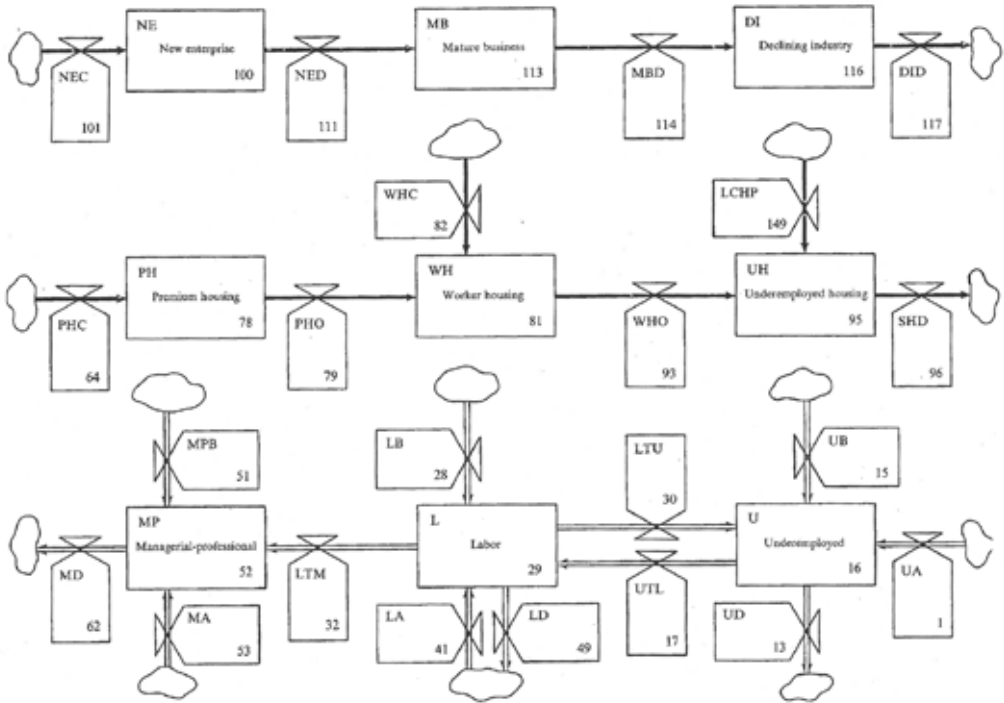 NE
New enterprise
100
MB
Mature business
113
DI
Declining industry
116
NEC
101
NED
111
MBD
114
DID
117
WHC
82
LCHP
149
PH
Premium housing
78
WH
Worker housing
81
UH
Underemployed housing
95
PHC
64
PHO
79
WHO
93
SHD
96
MPB
51
LB
28
LTU
30
UB
15
MP
Managerial-professional
52
L
Labor
29
U
Underemployed
16
MD
62
MA
53
LTM
32
LA
41
LD
49
UTL
17
UD
13
UA
1